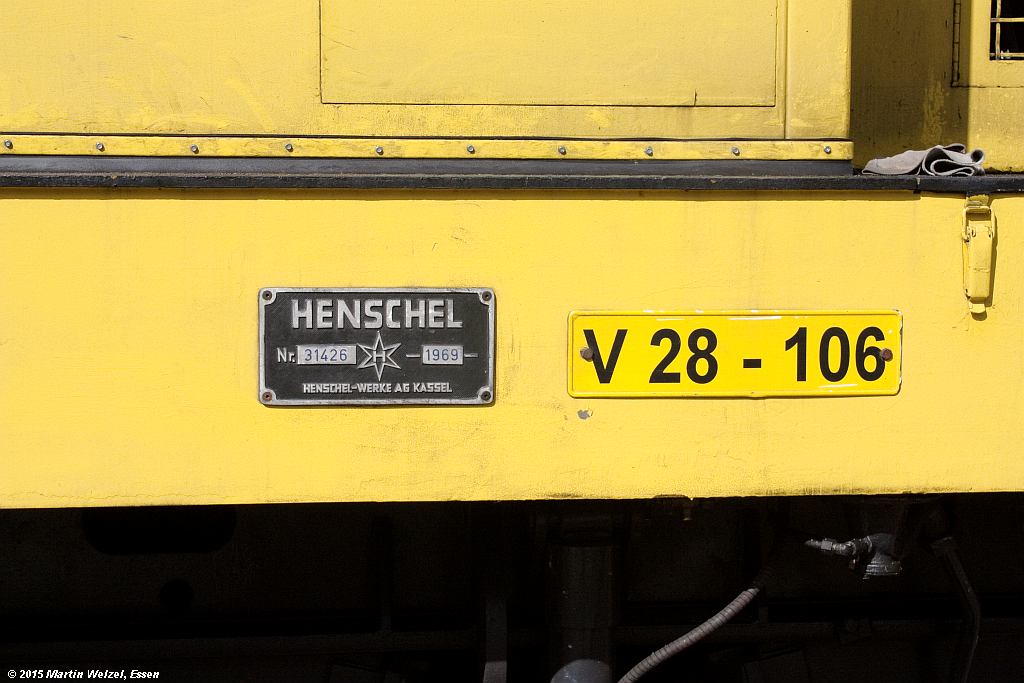 HENSCHEL
Nr. 31426 H 1969
HENSCHEL-WERKE AG KASSEL
V 28 - 106
© 2015 Martin Welzel, Essen